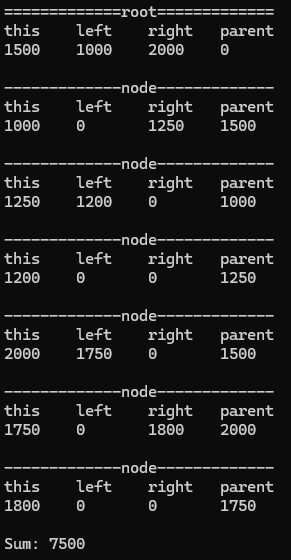 =============root=============
this    left    right   parent
1500    1000    2000    0
-------------node-------------
this    left    right   parent
1000    0       1250    1500
-------------node-------------
this    left    right   parent
1250    1200    0       1000
-------------node-------------
this    left    right   parent
1200    0       0       1250
-------------node-------------
this    left    right   parent
2000    1750    0       1500
-------------node-------------
this    left    right   parent
1750    0       1800    2000
-------------node-------------
this    left    right   parent
1800    0       0       1750
Sum: 7500